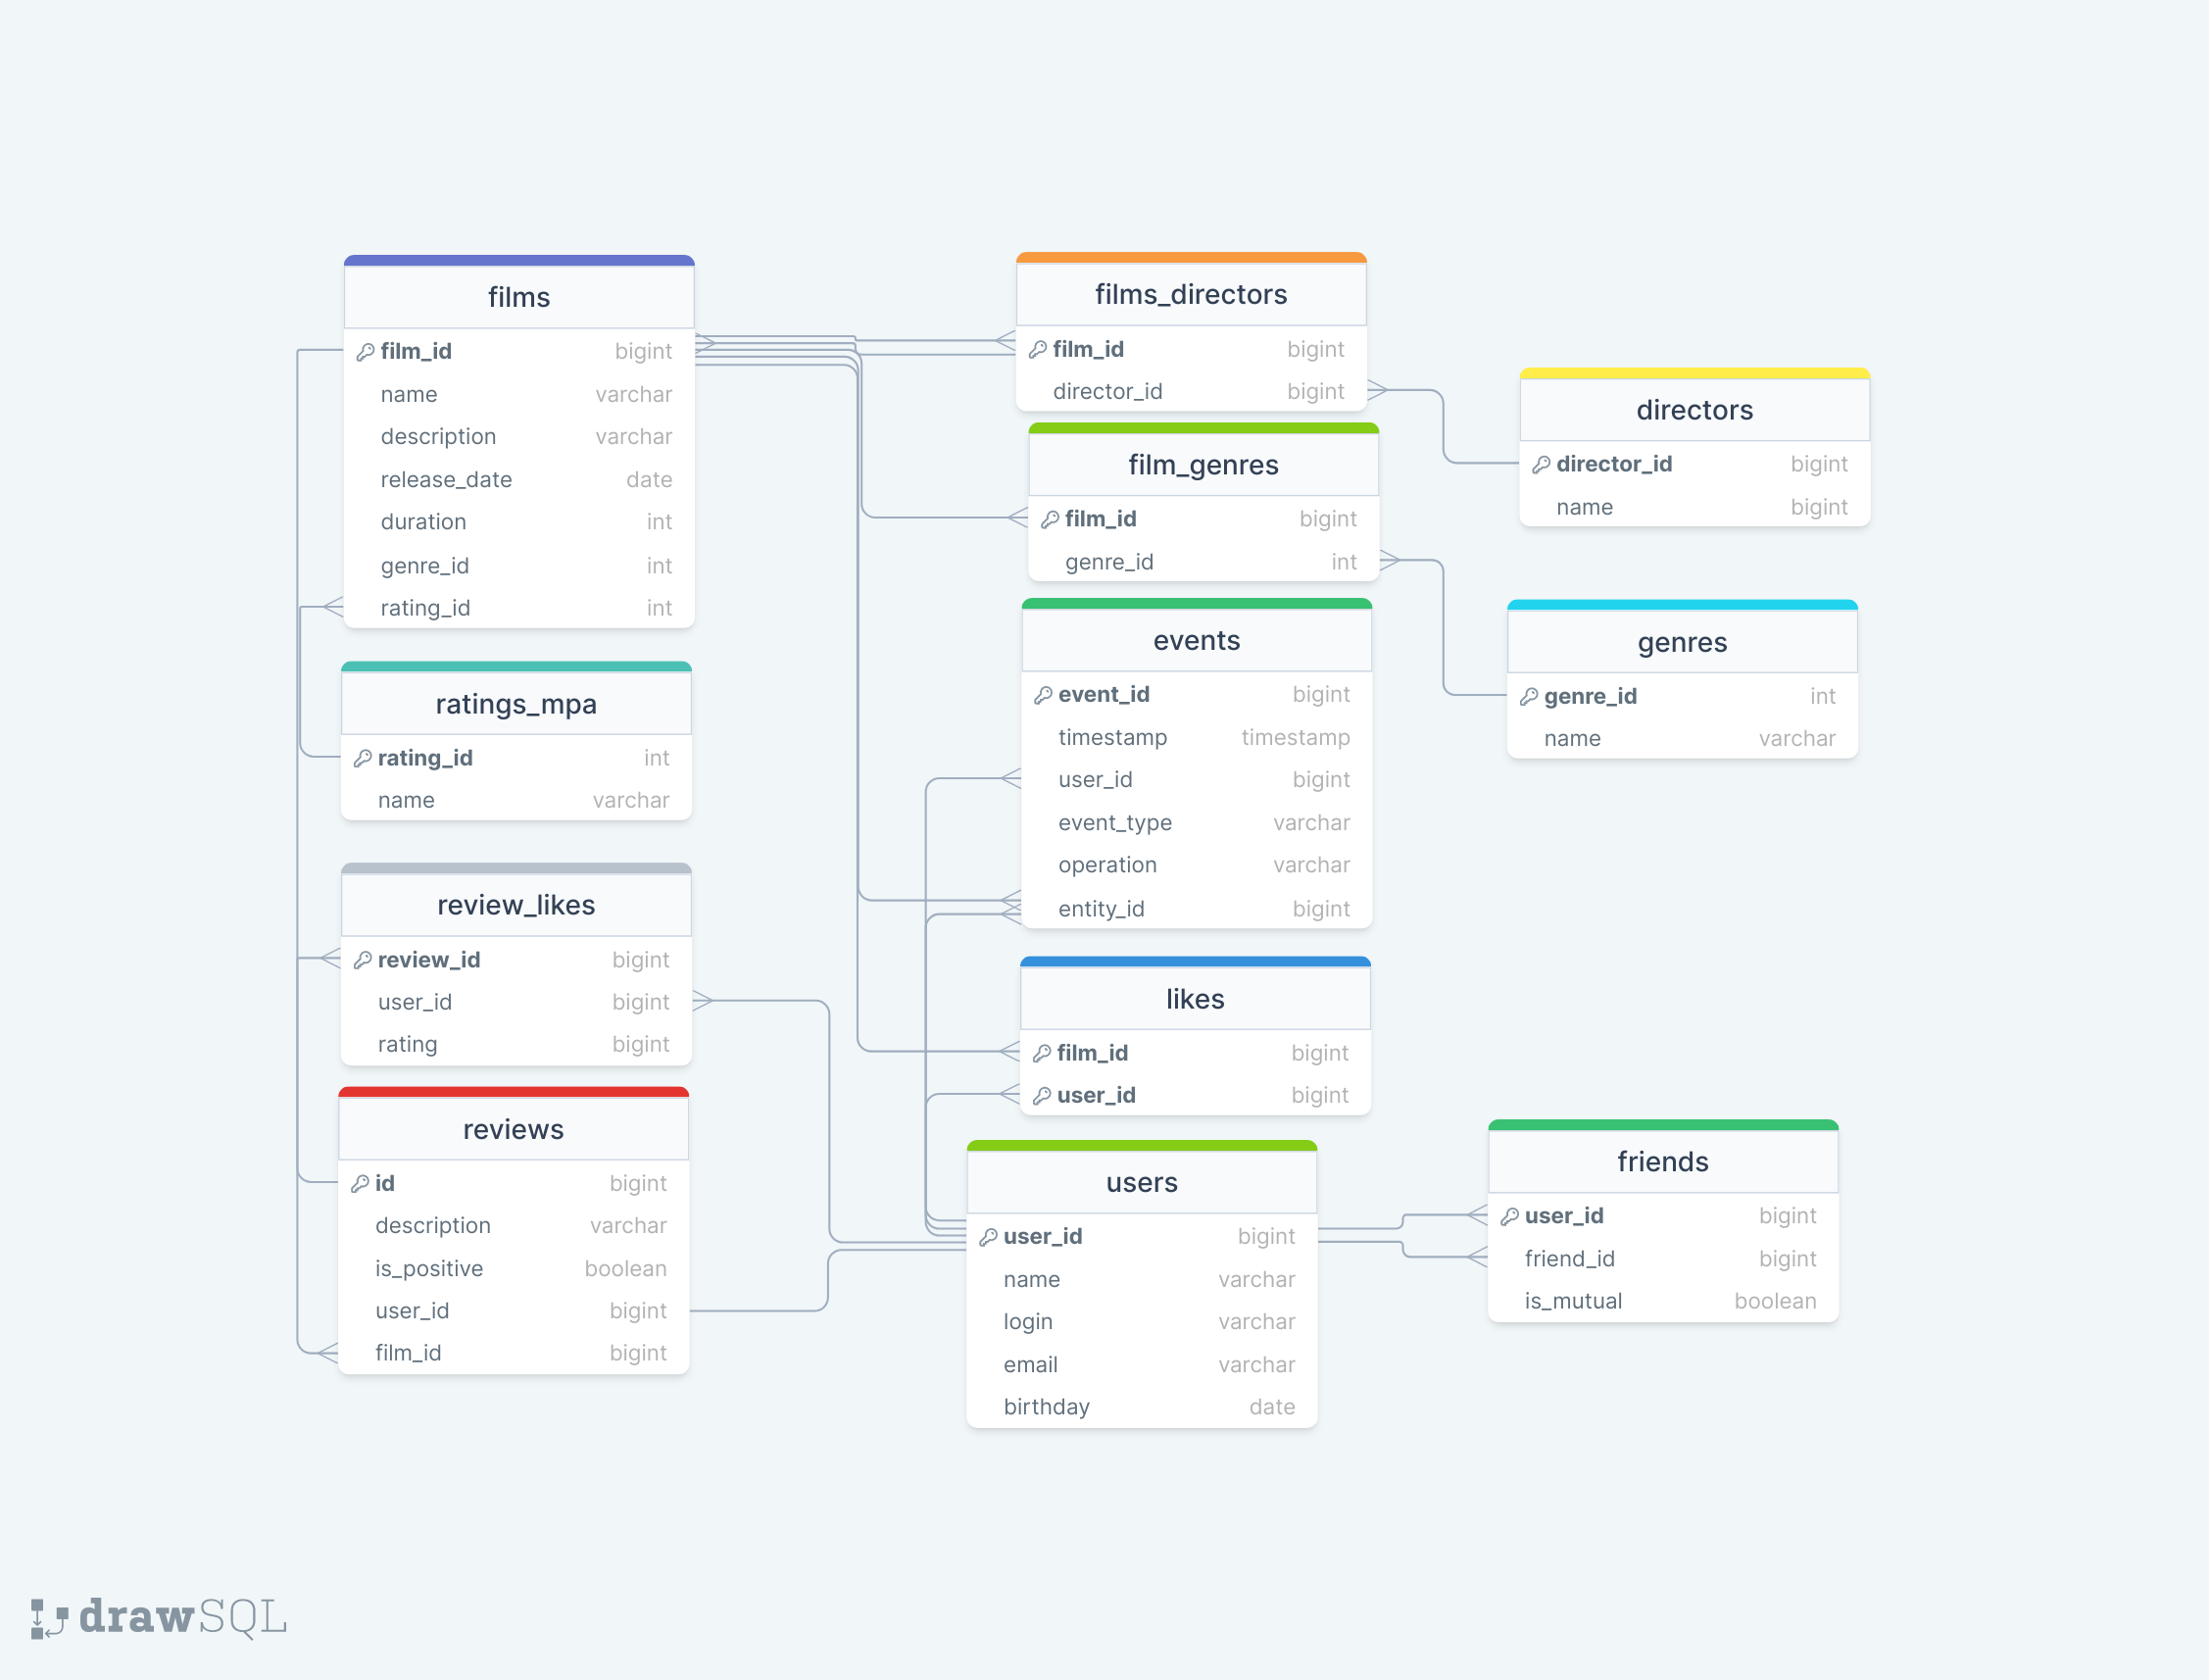 films
film_id bigint
name varchar
description varchar
release_date date
duration int
genre_id int
rating_id int
ratings_mpa
rating_id int
name varchar
review_likes
review_id bigint
user_id bigint
rating bigint
reviews
id bigint
description varchar
is_positive boolean
user_id bigint
film_id bigint
films_directors
film_id bigint
director_id bigint
film_genres
film_id bigint
genre_id int
events
event_id bigint
timestamp timestamp
user_id bigint
event_type varchar
operation varchar
entity_id bigint
likes
film_id bigint
user_id bigint
users
user_id bigint
name varchar
login varchar
email varchar
birthday date
directors
director_id bigint
name bigint
genres
genre_id int
name varchar
friends
user_id bigint
friend_id bigint
is_mutual boolean
drawSQL